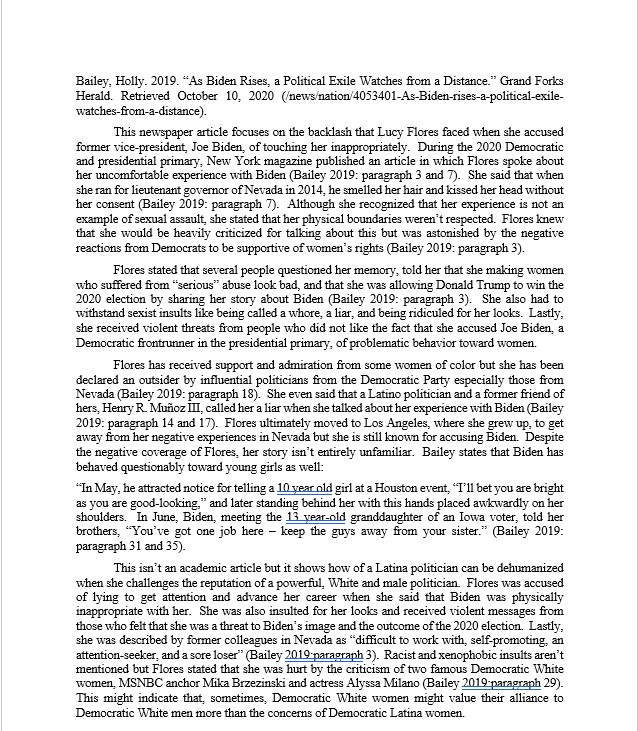 Bailey, Holly. 2019. “As Biden Rises, a Political Exile Watches from a Distance.” Grand Forks
Herald. Retrieved October 10, 2020 (/news/nation/4053401-As-Biden-rises-a-political-exile-
watches-from-a-distance).
This newspaper article focuses on the backlash that Lucy Flores faced when she accused
former vice-president, Joe Biden, of touching her inappropriately. During the 2020 Democratic
and presidential primary, New York magazine published an article in which Flores spoke about
her uncomfortable experience with Biden (Bailey 2019: paragraph 3 and 7). She said that when
she ran for lieutenant governor of Nevada in 2014, he smelled her hair and kissed her head without
her consent (Bailey 2019: paragraph 7). Although she recognized that her experience is not an
example of sexual assault, she stated that her physical boundaries weren’t respected. Flores knew
that she would be heavily criticized for talking about this but was astonished by the negative
reactions from Democrats to be supportive of women’s rights (Bailey 2019: paragraph 3).
Flores stated that several people questioned her memory, told her that she making women
who suffered from “serious” abuse look bad, and that she was allowing Donald Trump to win the
2020 election by sharing her story about Biden (Bailey 2019: paragraph 3). She also had to
withstand sexist insults like being called a whore, a liar, and being ridiculed for her looks. Lastly,
she received violent threats from people who did not like the fact that she accused Joe Biden, a
Democratic frontrunner in the presidential primary, of problematic behavior toward women.
Flores has received support and admiration from some women of color but she has been
declared an outsider by influential politicians from the Democratic Party especially those from
Nevada (Bailey 2019: paragraph 18). She even said that a Latino politician and a former friend of
hers, Henry R. Muñoz III, called her a liar when she talked about her experience with Biden (Bailey
2019: paragraph 14 and 17). Flores ultimately moved to Los Angeles, where she grew up, to get
away from her negative experiences in Nevada but she is still known for accusing Biden. Despite
the negative coverage of Flores, her story isn’t entirely unfamiliar. Bailey states that Biden has
behaved questionably toward young girls as well:
“In May, he attracted notice for telling a 10 year old girl at a Houston event, “I’ll bet you are bright
as you are good-looking,” and later standing behind her with this hands placed awkwardly on her
shoulders. In June, Biden, meeting the 13 year-old granddaughter of an Iowa voter, told her
brothers, “You’ve got one job here – keep the guys away from your sister.” (Bailey 2019:
paragraph 31 and 35).
This isn’t an academic article but it shows how of a Latina politician can be dehumanized
when she challenges the reputation of a powerful, White and male politician. Flores was accused
of lying to get attention and advance her career when she said that Biden was physically
inappropriate with her. She was also insulted for her looks and received violent messages from
those who felt that she was a threat to Biden’s image and the outcome of the 2020 election. Lastly,
she was described by former colleagues in Nevada as “difficult to work with, self-promoting, an
attention-seeker, and a sore loser” (Bailey 2019:paragraph 3). Racist and xenophobic insults aren’t
mentioned but Flores stated that she was hurt by the criticism of two famous Democratic White
women, MSNBC anchor Mika Brzezinski and actress Alyssa Milano (Bailey 2019:paragraph 29).
This might indicate that, sometimes, Democratic White women might value their alliance to
Democratic White men more than the concerns of Democratic Latina women.